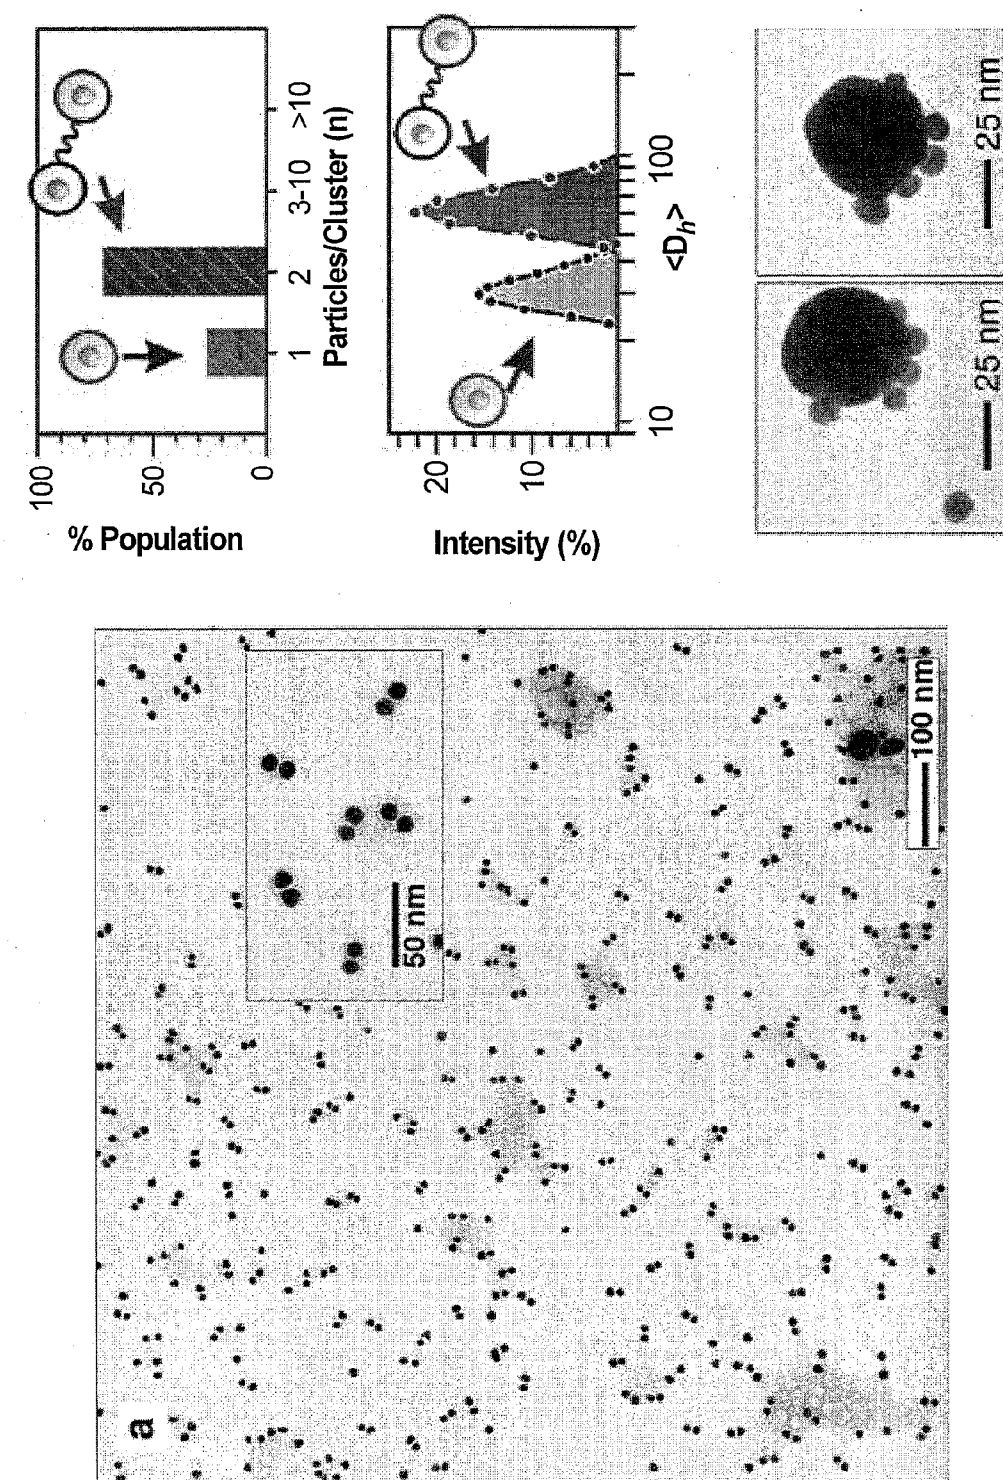 a
50 nm
100 nm
% Population
100
50
0
1
2
3-10
>10
Particles/Cluster (n)
Intensity (%)
20
10
10
100
<D_h>
25 nm
25 nm